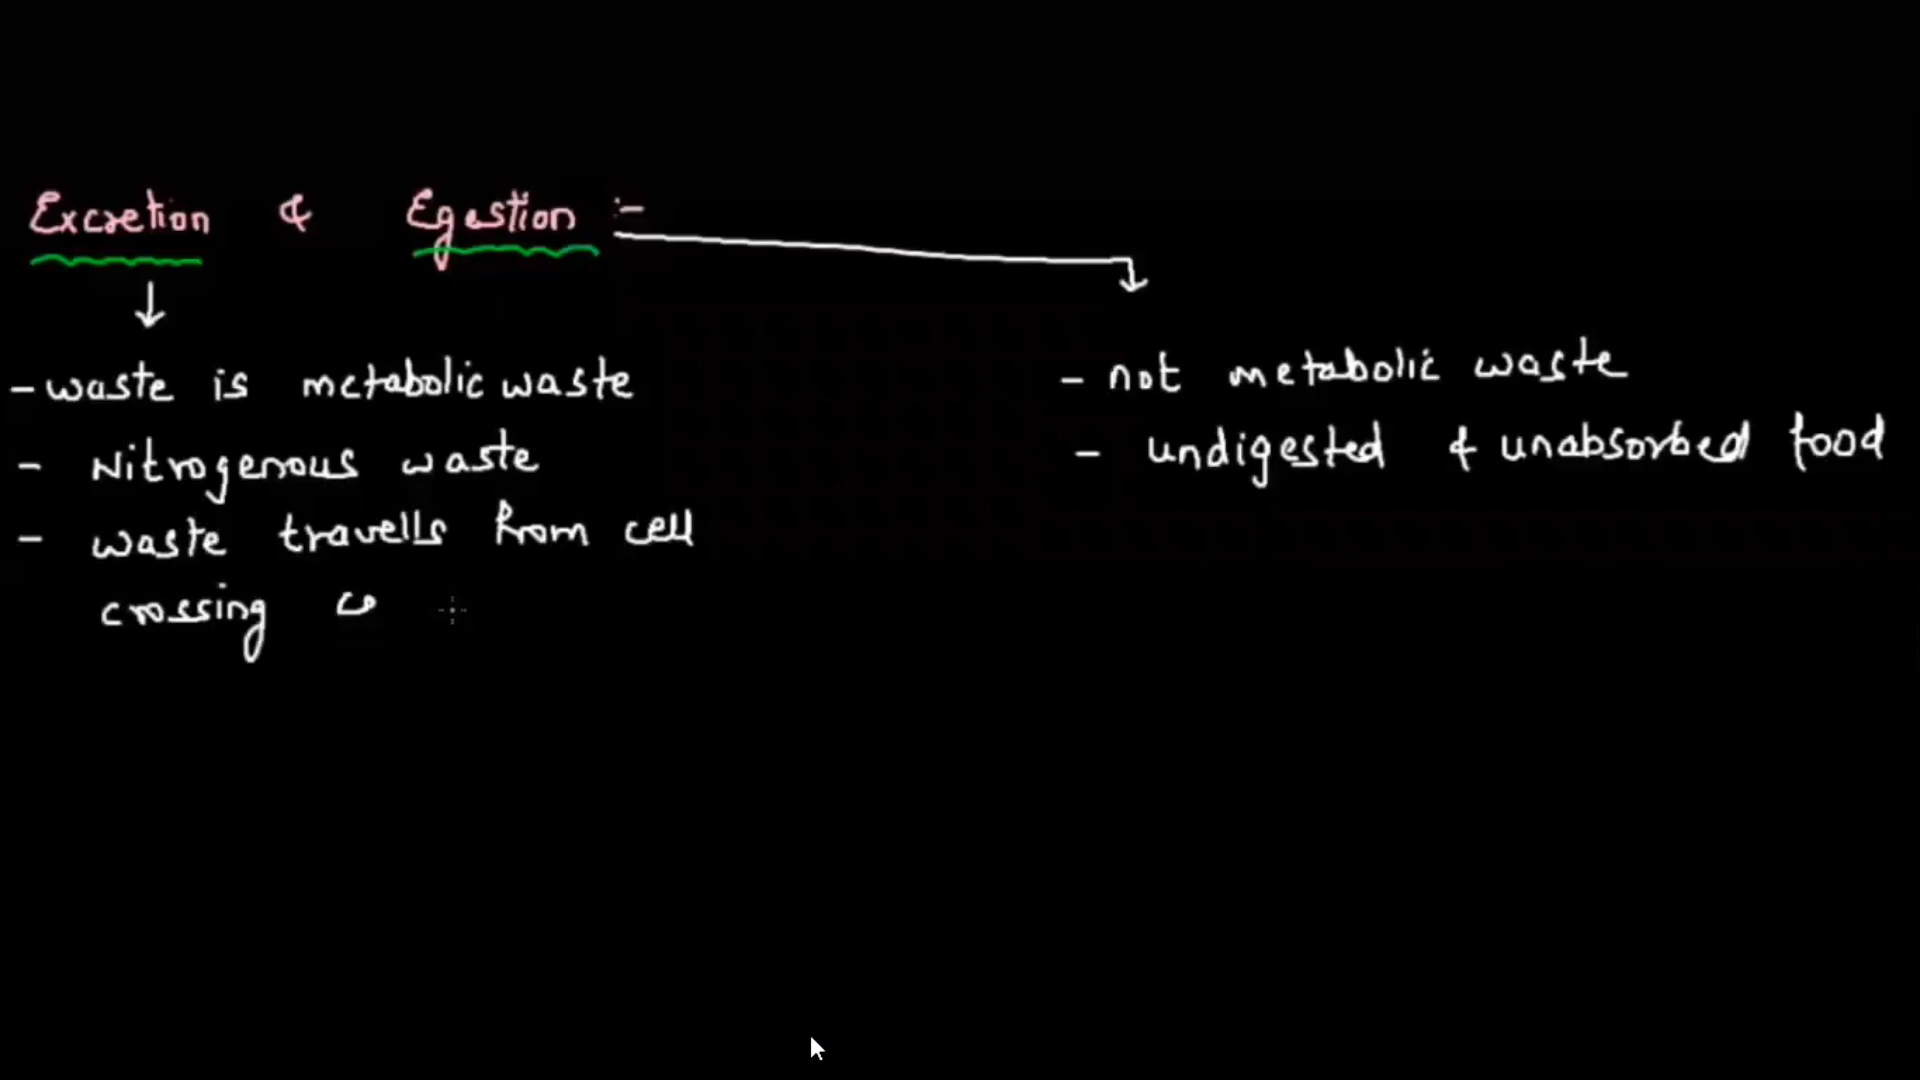 Excretion & Egestion :-
- waste is metabolic waste
- Nitrogenous waste
- waste travells from cell
crossing
- not metabolic waste
- undigested & unabsorbed food